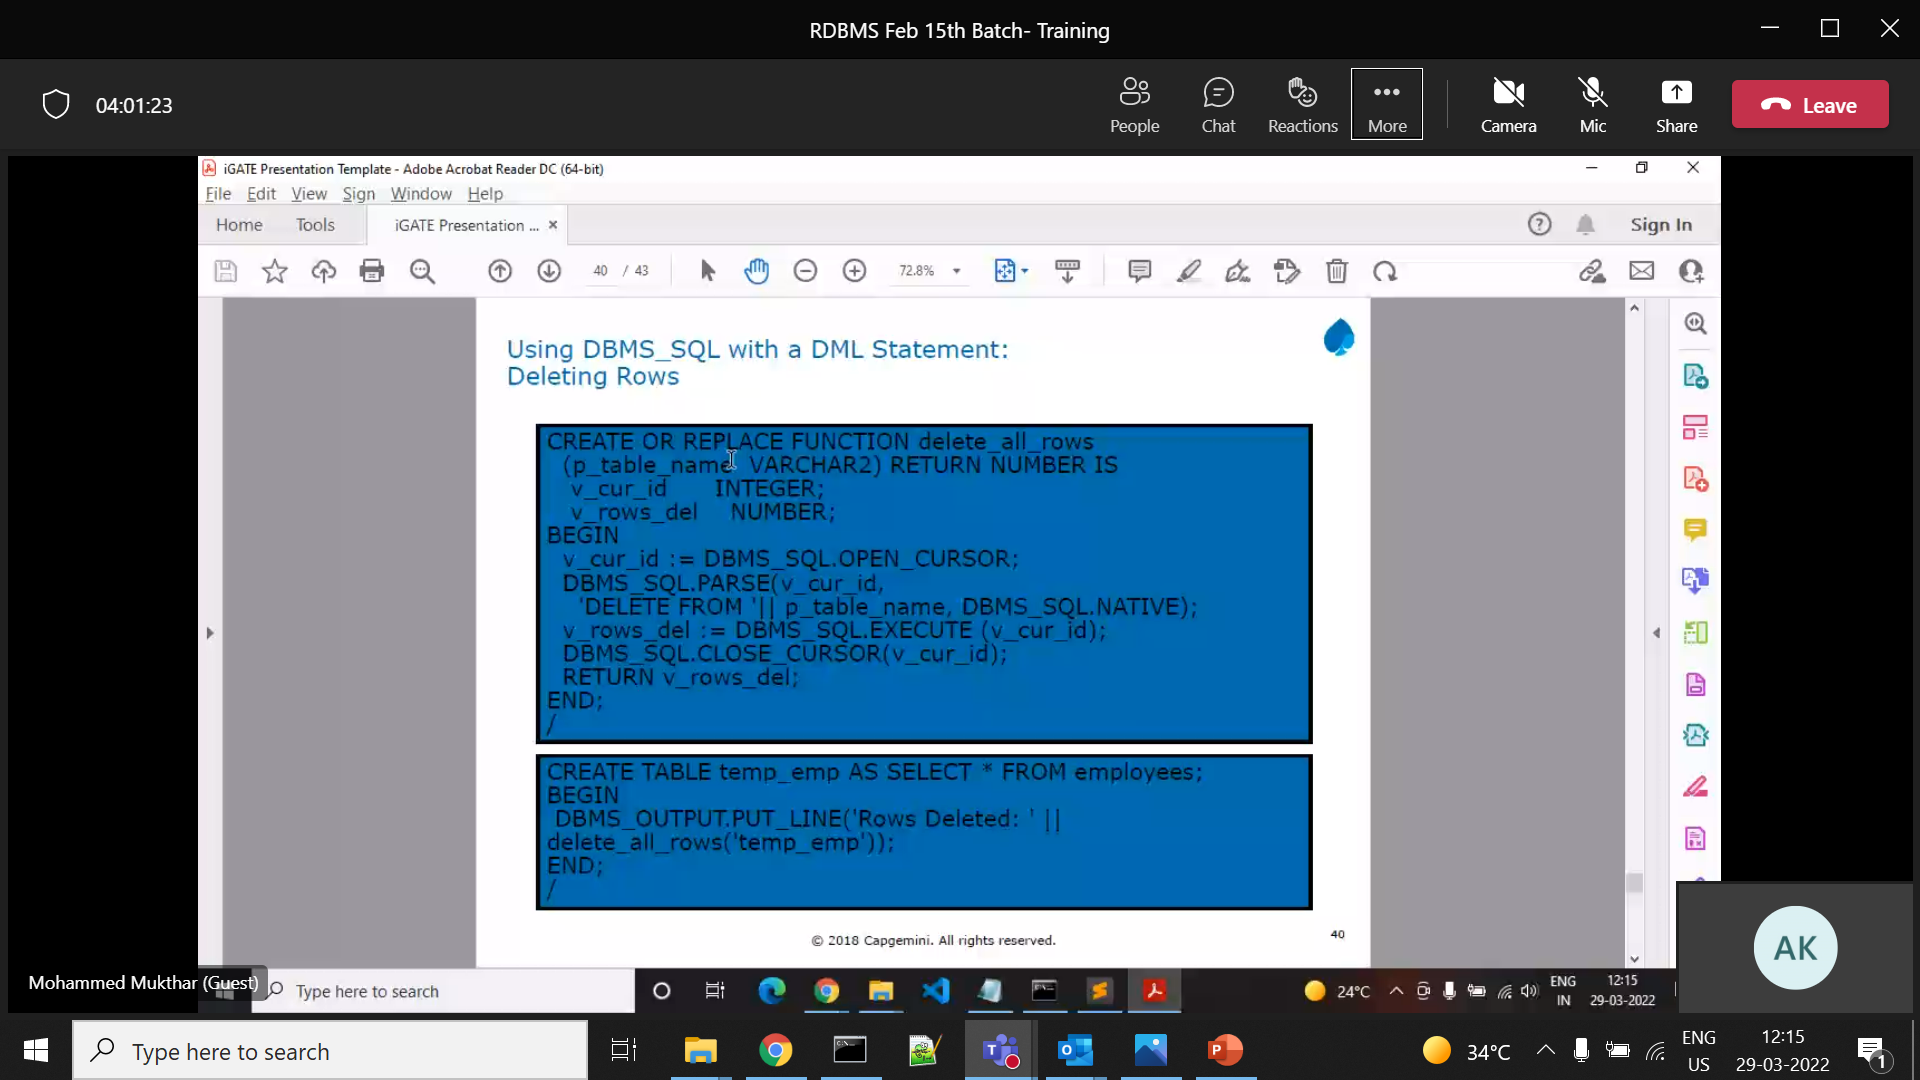 RDBMS Feb 15th Batch- Training
04:01:23
People
Chat
Reactions
More
Camera
Mic
Share
Leave
iGATE Presentation Template - Adobe Acrobat Reader DC (64-bit)
File Edit View Sign Window Help
Home
Tools
iGATE Presentation ...
Sign In
40 / 43
72.8%
Using DBMS_SQL with a DML Statement:
Deleting Rows
CREATE OR REPLACE FUNCTION delete_all_rows
(p_table_name VARCHAR2) RETURN NUMBER IS
v_cur_id INTEGER;
v_rows_del NUMBER;
BEGIN
v_cur_id := DBMS_SQL.OPEN_CURSOR;
DBMS_SQL.PARSE(v_cur_id,
'DELETE FROM '|| p_table_name, DBMS_SQL.NATIVE);
v_rows_del := DBMS_SQL.EXECUTE (v_cur_id);
DBMS_SQL.CLOSE_CURSOR(v_cur_id);
RETURN v_rows_del;
END;
/
CREATE TABLE temp_emp AS SELECT * FROM employees;
BEGIN
DBMS_OUTPUT.PUT_LINE('Rows Deleted: ' ||
delete_all_rows('temp_emp'));
END;
/
© 2018 Capgemini. All rights reserved.
40
AK
Mohammed Mukthar (Guest)
Type here to search
24°C
ENG
IN
12:15
29-03-2022
Type here to search
34°C
ENG
US
12:15
29-03-2022
1